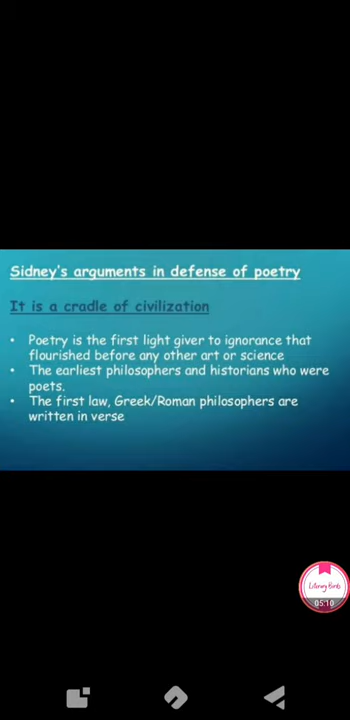 Sidney's arguments in defense of poetry
It is a cradle of civilization
• Poetry is the first light giver to ignorance that
flourished before any other art or science
• The earliest philosophers and historians who were
poets.
• The first law, Greek/Roman philosophers are
written in verse
Literary Birds
05:10